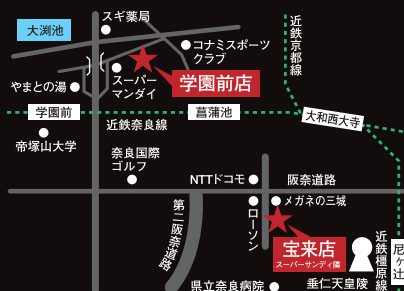 スギ薬局
大渕池
コナミスポーツ
クラブ
近鉄京都線
スーパー
マンダイ
学園前店
やまとの湯
学園前
菖蒲池
大和西大寺
近鉄奈良線
帝塚山大学
奈良国際
ゴルフ
NTTドコモ
阪奈道路
第二阪奈道路
ローソン
メガネの三城
宝来店
スーパーサンディ隣
近鉄橿原線
尼ヶ辻
垂仁天皇陵
県立奈良病院